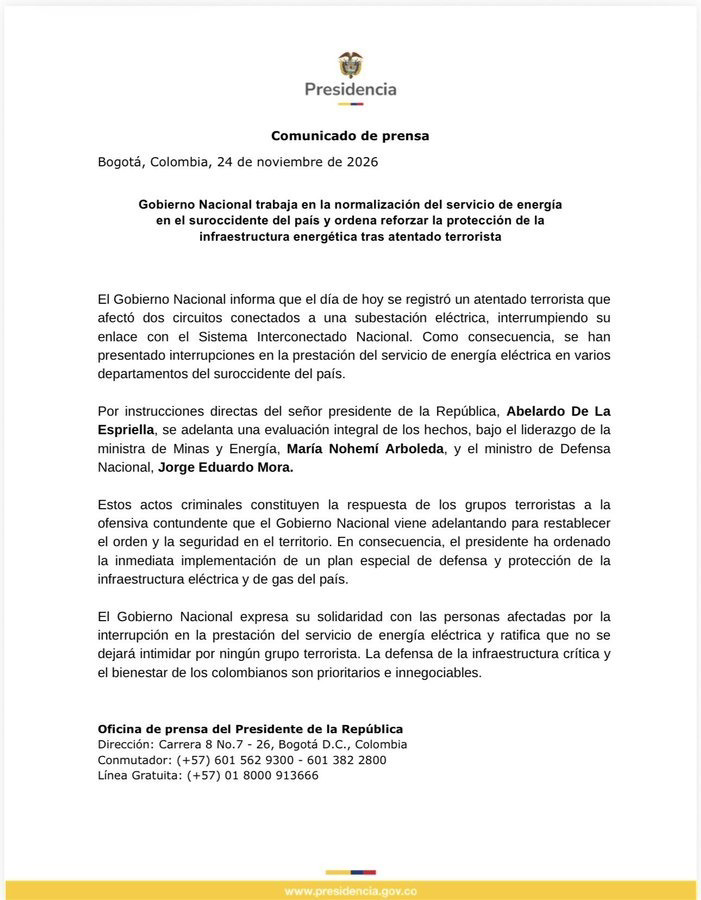 Presidencia
Comunicado de prensa
Bogotá, Colombia, 24 de noviembre de 2026
Gobierno Nacional trabaja en la normalización del servicio de energía
en el suroccidente del país y ordena reforzar la protección de la
infraestructura energética tras atentado terrorista
El Gobierno Nacional informa que el día de hoy se registró un atentado terrorista que
afectó dos circuitos conectados a una subestación eléctrica, interrumpiendo su
enlace con el Sistema Interconectado Nacional. Como consecuencia, se han
presentado interrupciones en la prestación del servicio de energía eléctrica en varios
departamentos del suroccidente del país.
Por instrucciones directas del señor presidente de la República, Abelardo De La
Espriella, se adelanta una evaluación integral de los hechos, bajo el liderazgo de la
ministra de Minas y Energía, María Nohemí Arboleda, y el ministro de Defensa
Nacional, Jorge Eduardo Mora.
Estos actos criminales constituyen la respuesta de los grupos terroristas a la
ofensiva contundente que el Gobierno Nacional viene adelantando para restablecer
el orden y la seguridad en el territorio. En consecuencia, el presidente ha ordenado
la inmediata implementación de un plan especial de defensa y protección de la
infraestructura eléctrica y de gas del país.
El Gobierno Nacional expresa su solidaridad con las personas afectadas por la
interrupción en la prestación del servicio de energía eléctrica y ratifica que no se
dejará intimidar por ningún grupo terrorista. La defensa de la infraestructura crítica y
el bienestar de los colombianos son prioritarios e innegociables.
Oficina de prensa del Presidente de la República
Dirección: Carrera 8 No.7 - 26, Bogotá D.C., Colombia
Conmutador: (+57) 601 562 9300 - 601 382 2800
Línea Gratuita: (+57) 01 8000 913666
www.presidencia.gov.co